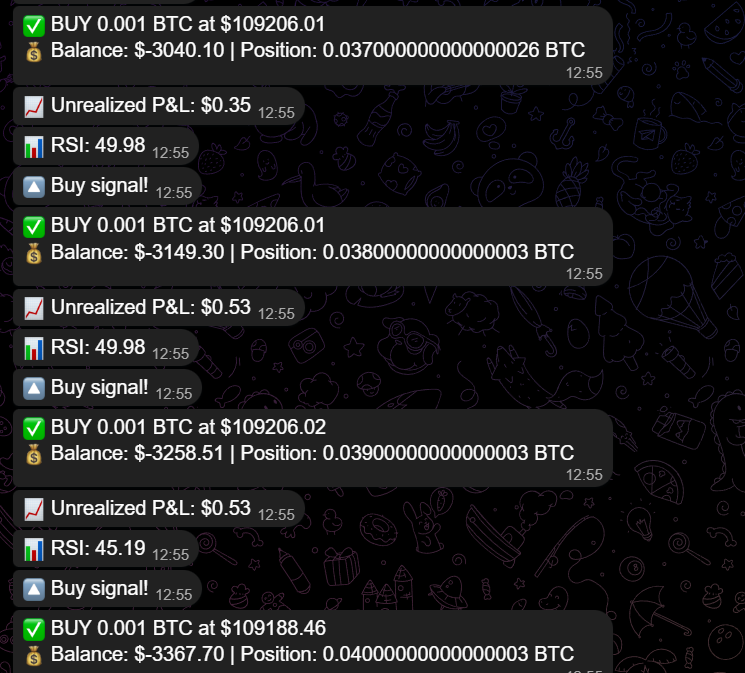 ✅ BUY 0.001 BTC at $109206.01
💰 Balance: $-3040.10 | Position: 0.037000000000000026 BTC
12:55
📈 Unrealized P&L: $0.35 12:55
📊 RSI: 49.98 12:55
🔼 Buy signal! 12:55
✅ BUY 0.001 BTC at $109206.01
💰 Balance: $-3149.30 | Position: 0.03800000000000003 BTC
12:55
📈 Unrealized P&L: $0.53 12:55
📊 RSI: 49.98 12:55
🔼 Buy signal! 12:55
✅ BUY 0.001 BTC at $109206.02
💰 Balance: $-3258.51 | Position: 0.03900000000000003 BTC
12:55
📈 Unrealized P&L: $0.53 12:55
📊 RSI: 45.19 12:55
🔼 Buy signal! 12:55
✅ BUY 0.001 BTC at $109188.46
💰 Balance: $-3367.70 | Position: 0.04000000000000003 BTC